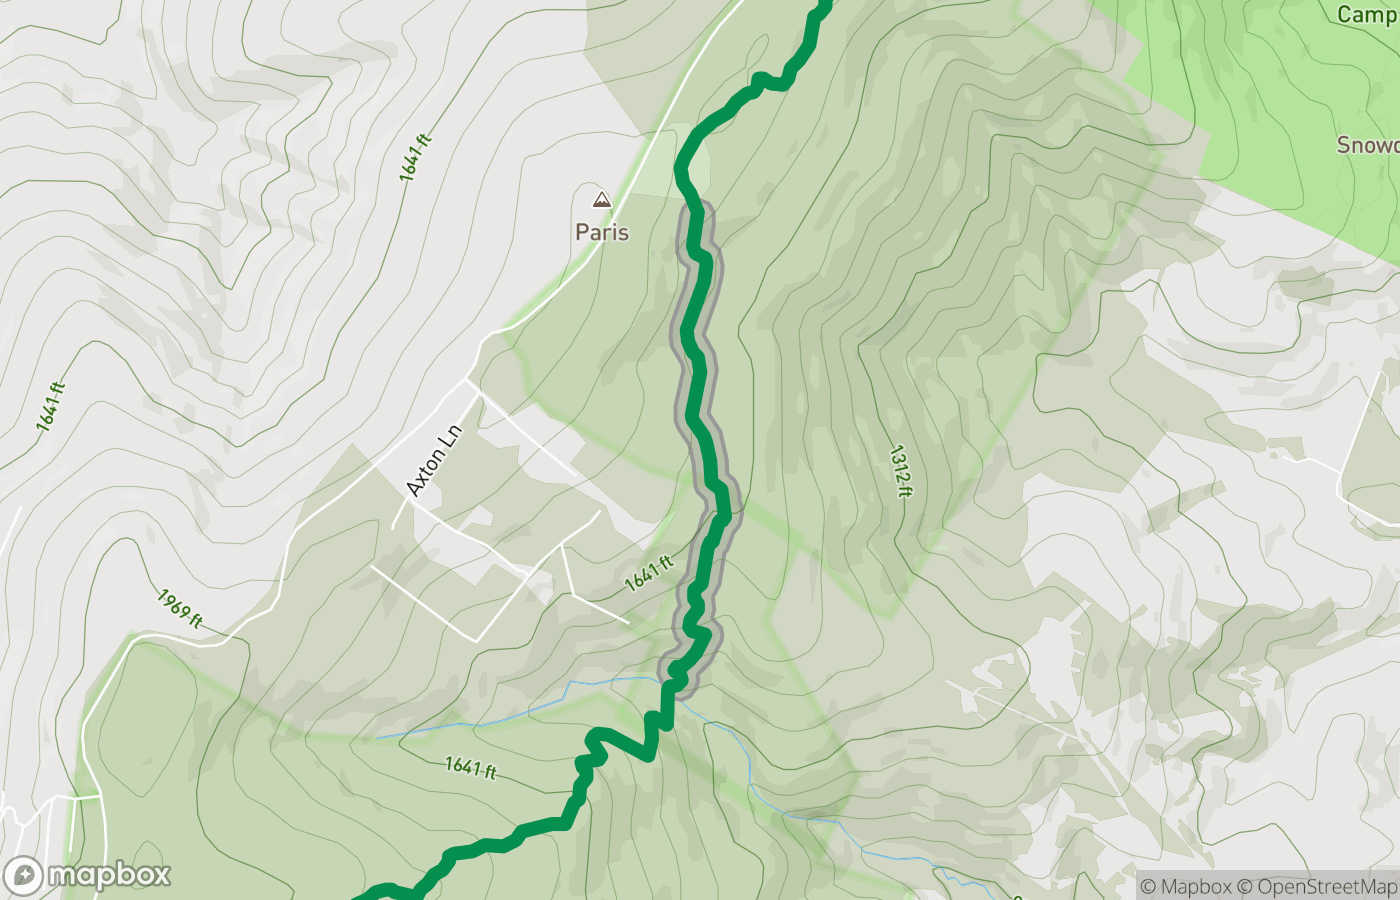 Camp
Snowd
1641 ft
Paris
1641 ft
Axton Ln
1312 ft
1641 ft
1969 ft
1641 ft
mapbox
© Mapbox © OpenStreetMap